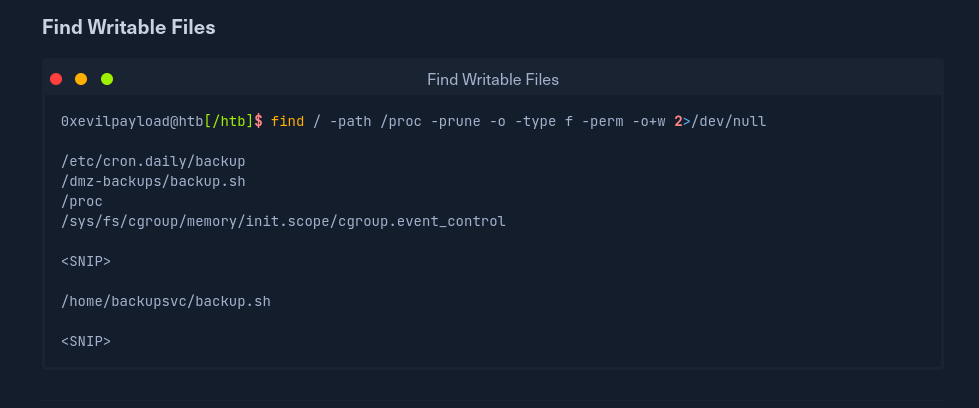 Find Writable Files
Find Writable Files
0xevilpayload@htb[/htb]$ find / -path /proc -prune -o -type f -perm -o+w 2>/dev/null
/etc/cron.daily/backup
/dmz-backups/backup.sh
/proc
/sys/fs/cgroup/memory/init.scope/cgroup.event_control
<SNIP>
/home/backupsvc/backup.sh
<SNIP>